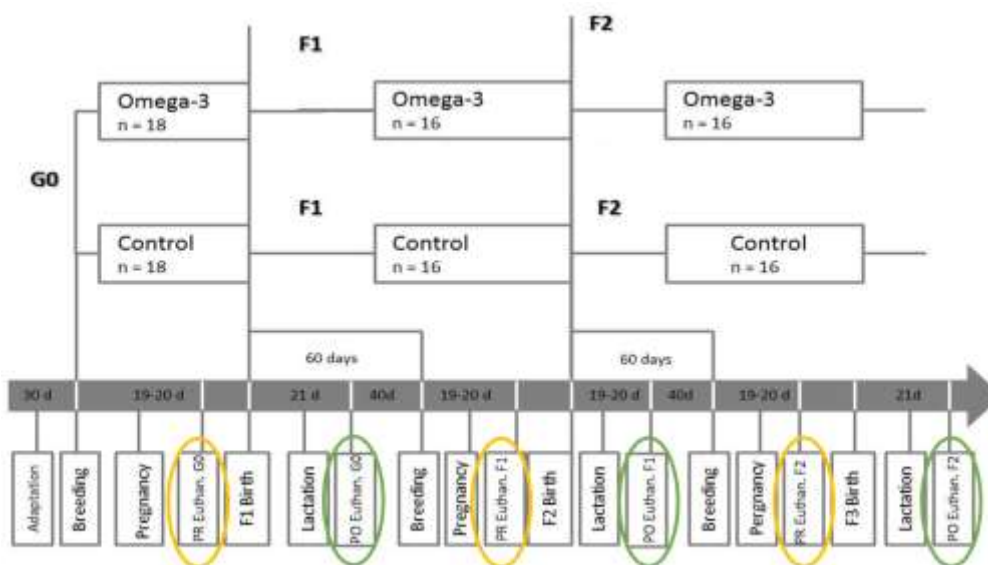 F1
F2
Omega-3
n = 18
Omega-3
n = 16
Omega-3
n = 16
G0
F1
F2
Control
n = 18
Control
n = 16
Control
n = 16
60 days
60 days
30 d
19-20 d
21 d
40d
19-20 d
19-20 d
40d
19-20 d
21d
Adaptation
Breeding
Pregnancy
PR Euthan. G0
F1 Birth
Lactation
PO Euthan. G0
Breeding
Pregnancy
PR Euthan. F1
F2 Birth
Lactation
PO Euthan. F1
Breeding
Pergnancy
PR Euthan. F2
F3 Birth
Lactation
PO Euthan. F2